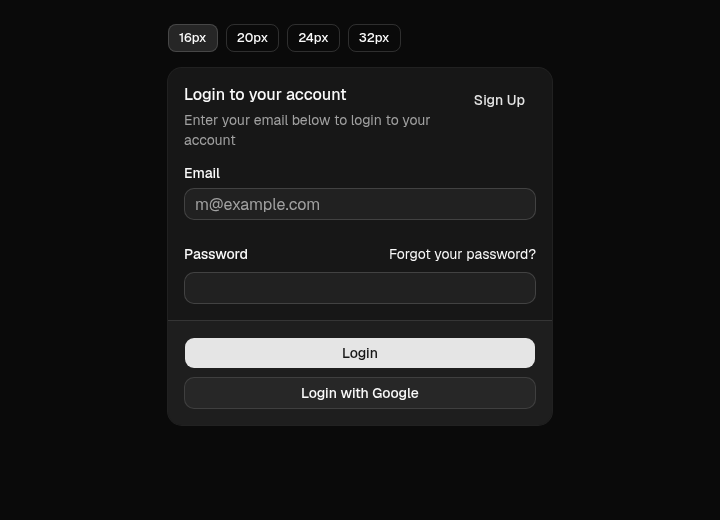 16px 20px 24px 32px
Login to your account
Sign Up
Enter your email below to login to your
account
Email
m@example.com
Password Forgot your password?
Login
Login with Google